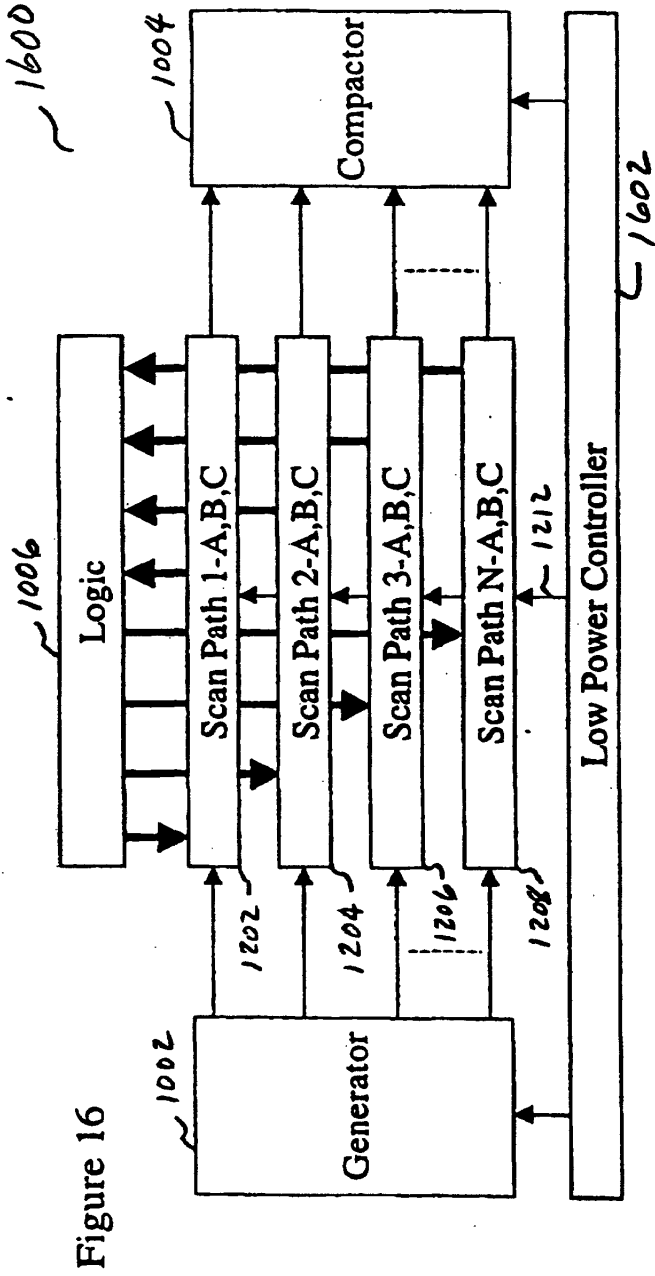 Figure 16
1600
1006
Logic
1002
Generator
1004
Compactor
Scan Path 1-A,B,C
1202
Scan Path 2-A,B,C
1204
Scan Path 3-A,B,C
1206
Scan Path N-A,B,C
1208
1212
Low Power Controller
1602